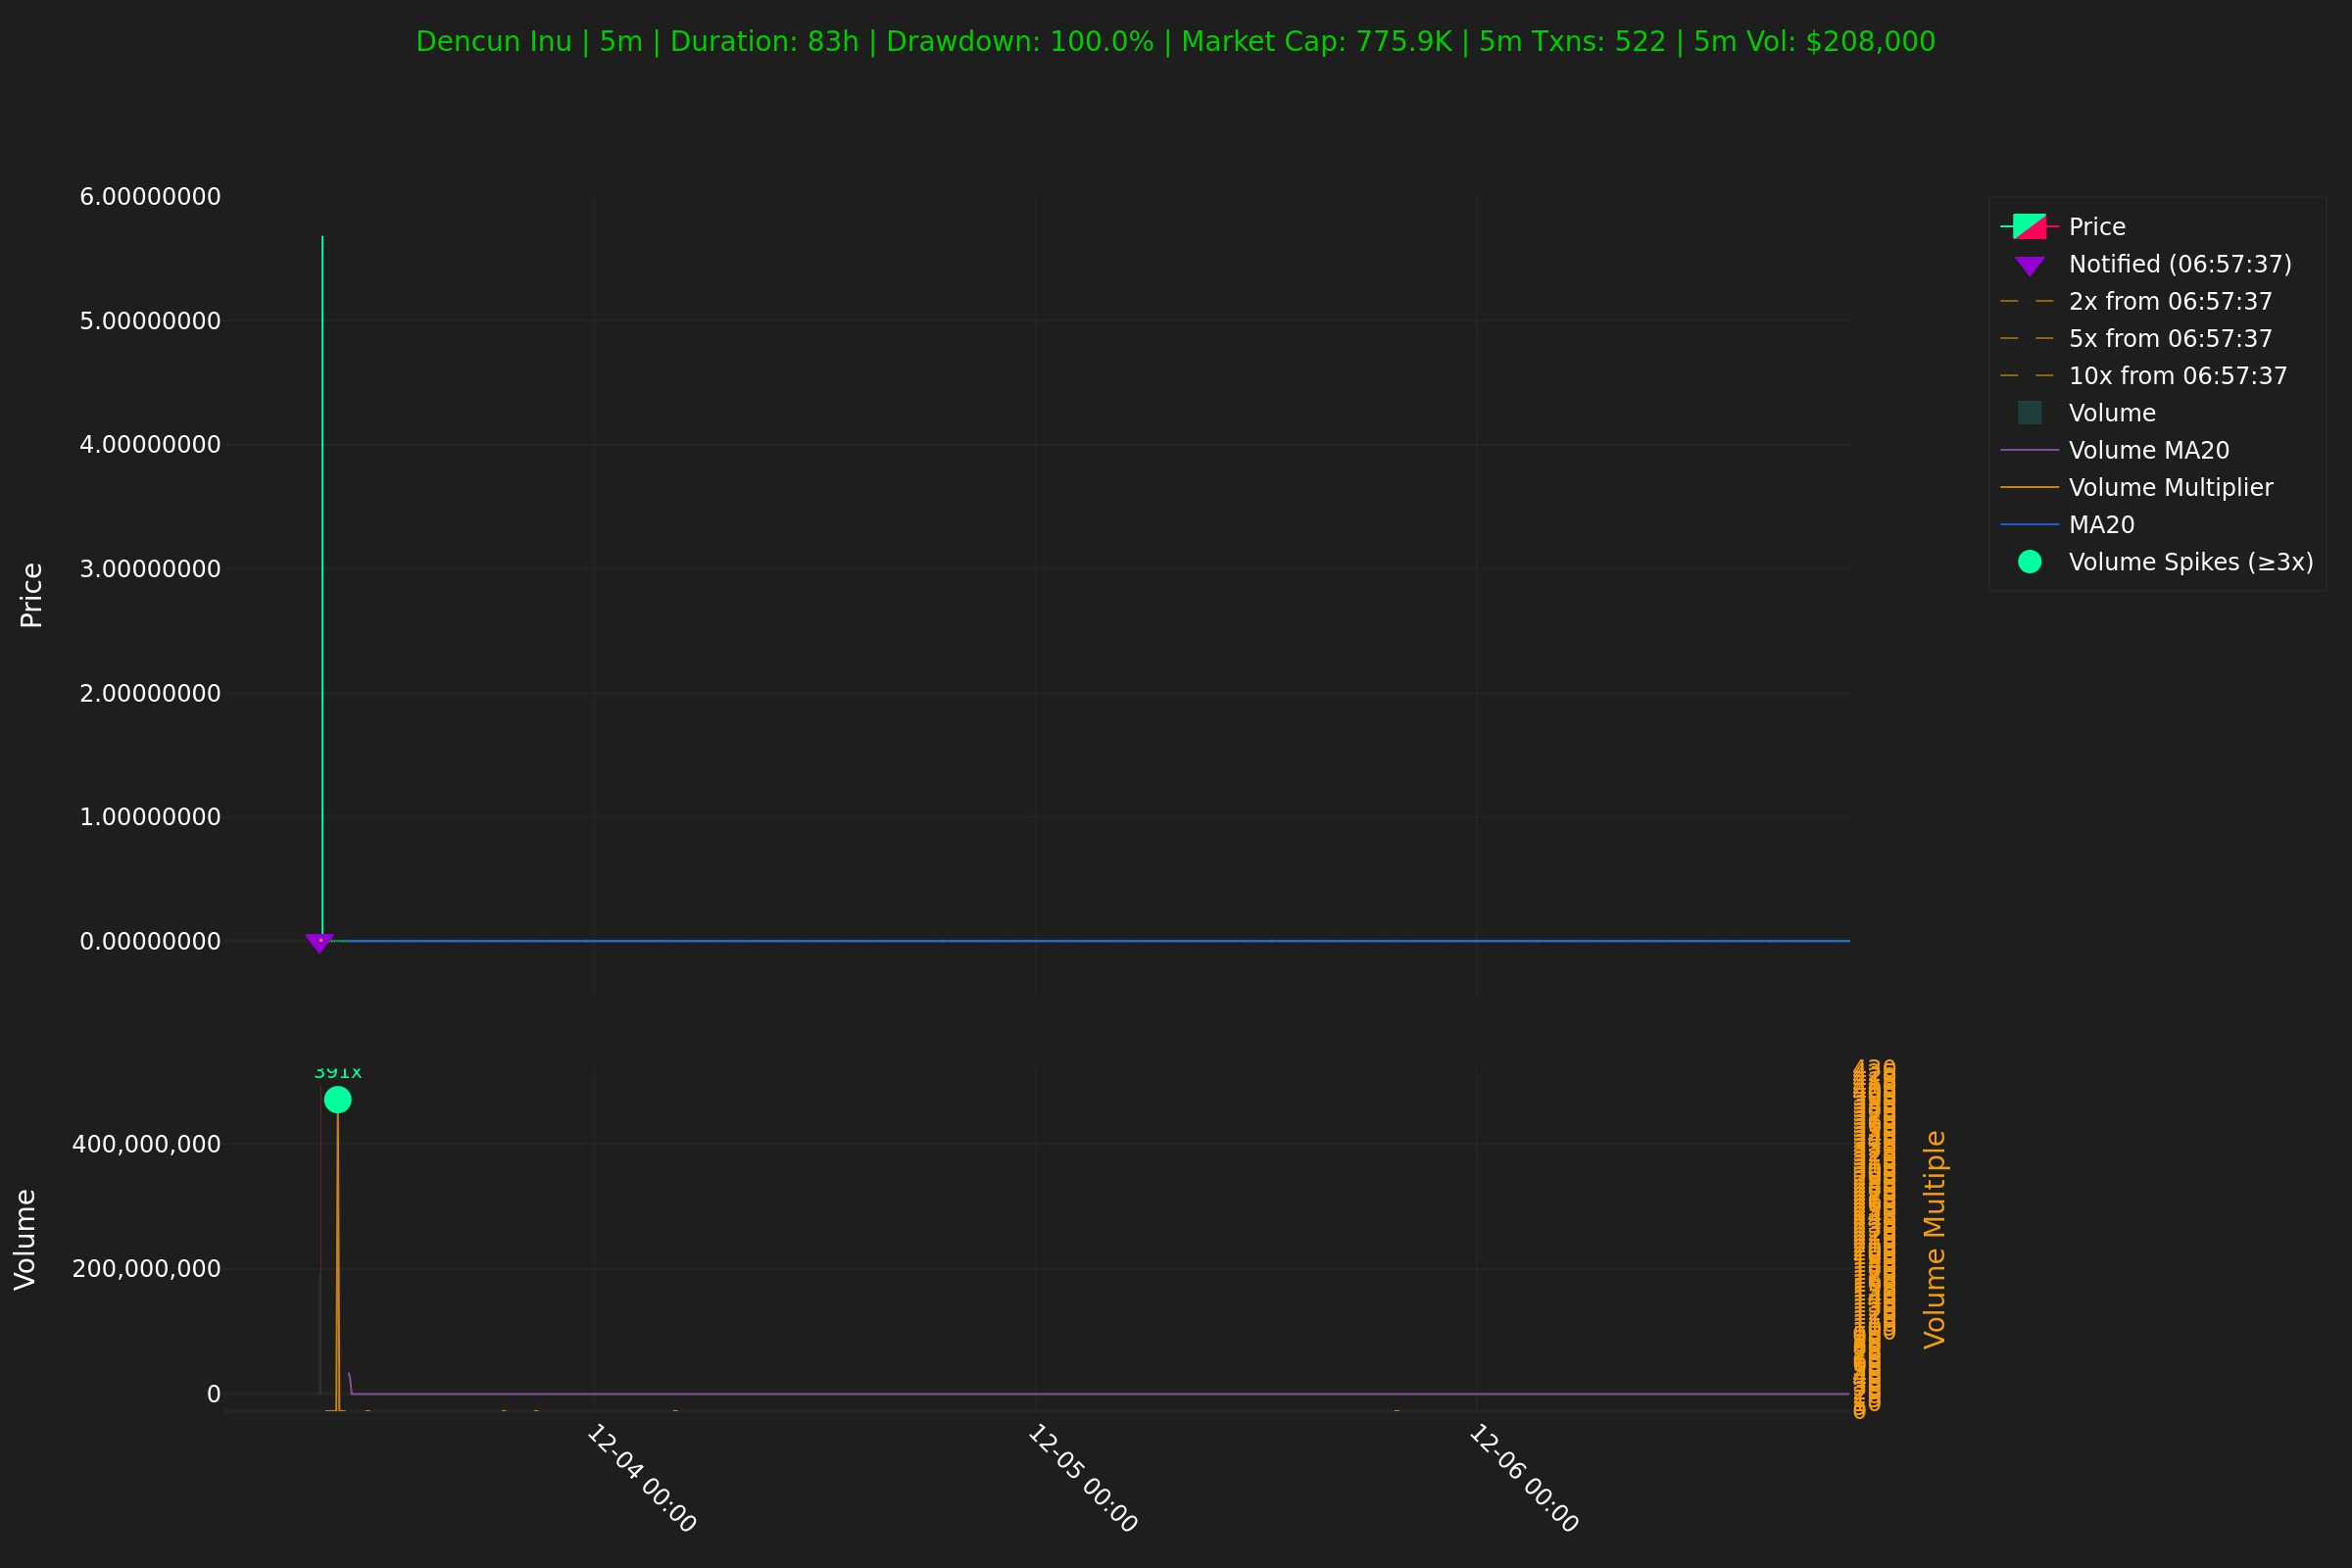 Dencun Inu | 5m | Duration: 83h | Drawdown: 100.0% | Market Cap: 775.9K | 5m Txns: 522 | 5m Vol: $208,000
6.00000000
5.00000000
4.00000000
3.00000000
2.00000000
1.00000000
0.00000000
Price
Price
Notified (06:57:37)
2x from 06:57:37
5x from 06:57:37
10x from 06:57:37
Volume
Volume MA20
Volume Multiplier
MA20
Volume Spikes (≥3x)
391x
400,000,000
200,000,000
0
Volume
Volume Multiple
12-04 00:00
12-05 00:00
12-06 00:00